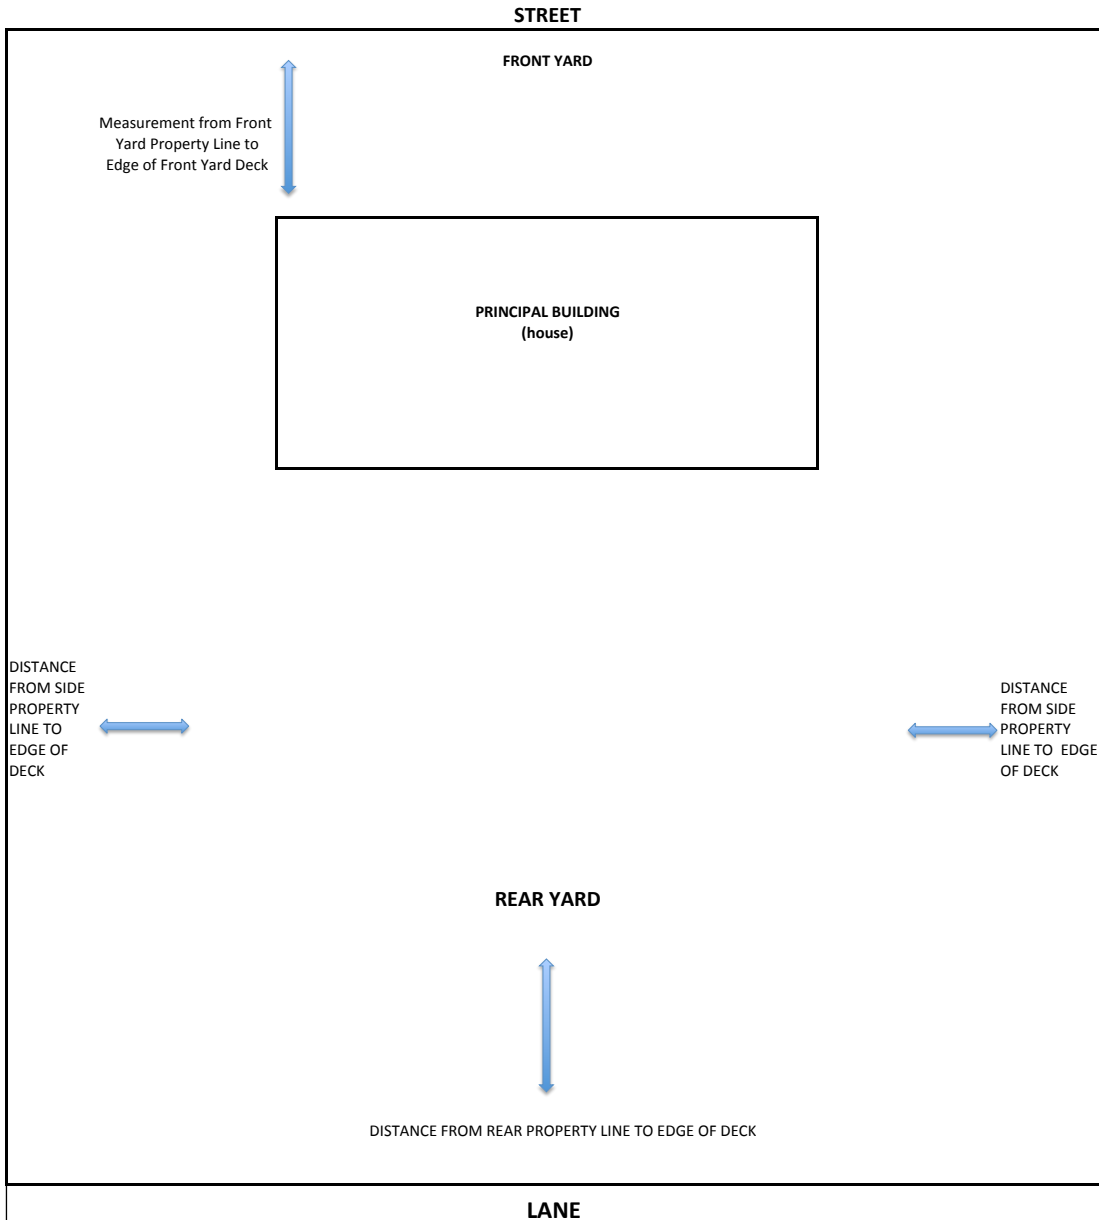 STREET
FRONT YARD
Measurement from Front
Yard Property Line to
Edge of Front Yard Deck
PRINCIPAL BUILDING
(house)
DISTANCE
FROM SIDE
PROPERTY
LINE TO
EDGE OF
DECK
DISTANCE
FROM SIDE
PROPERTY
LINE TO  EDGE
OF DECK
REAR YARD
DISTANCE FROM REAR PROPERTY LINE TO EDGE OF DECK
LANE